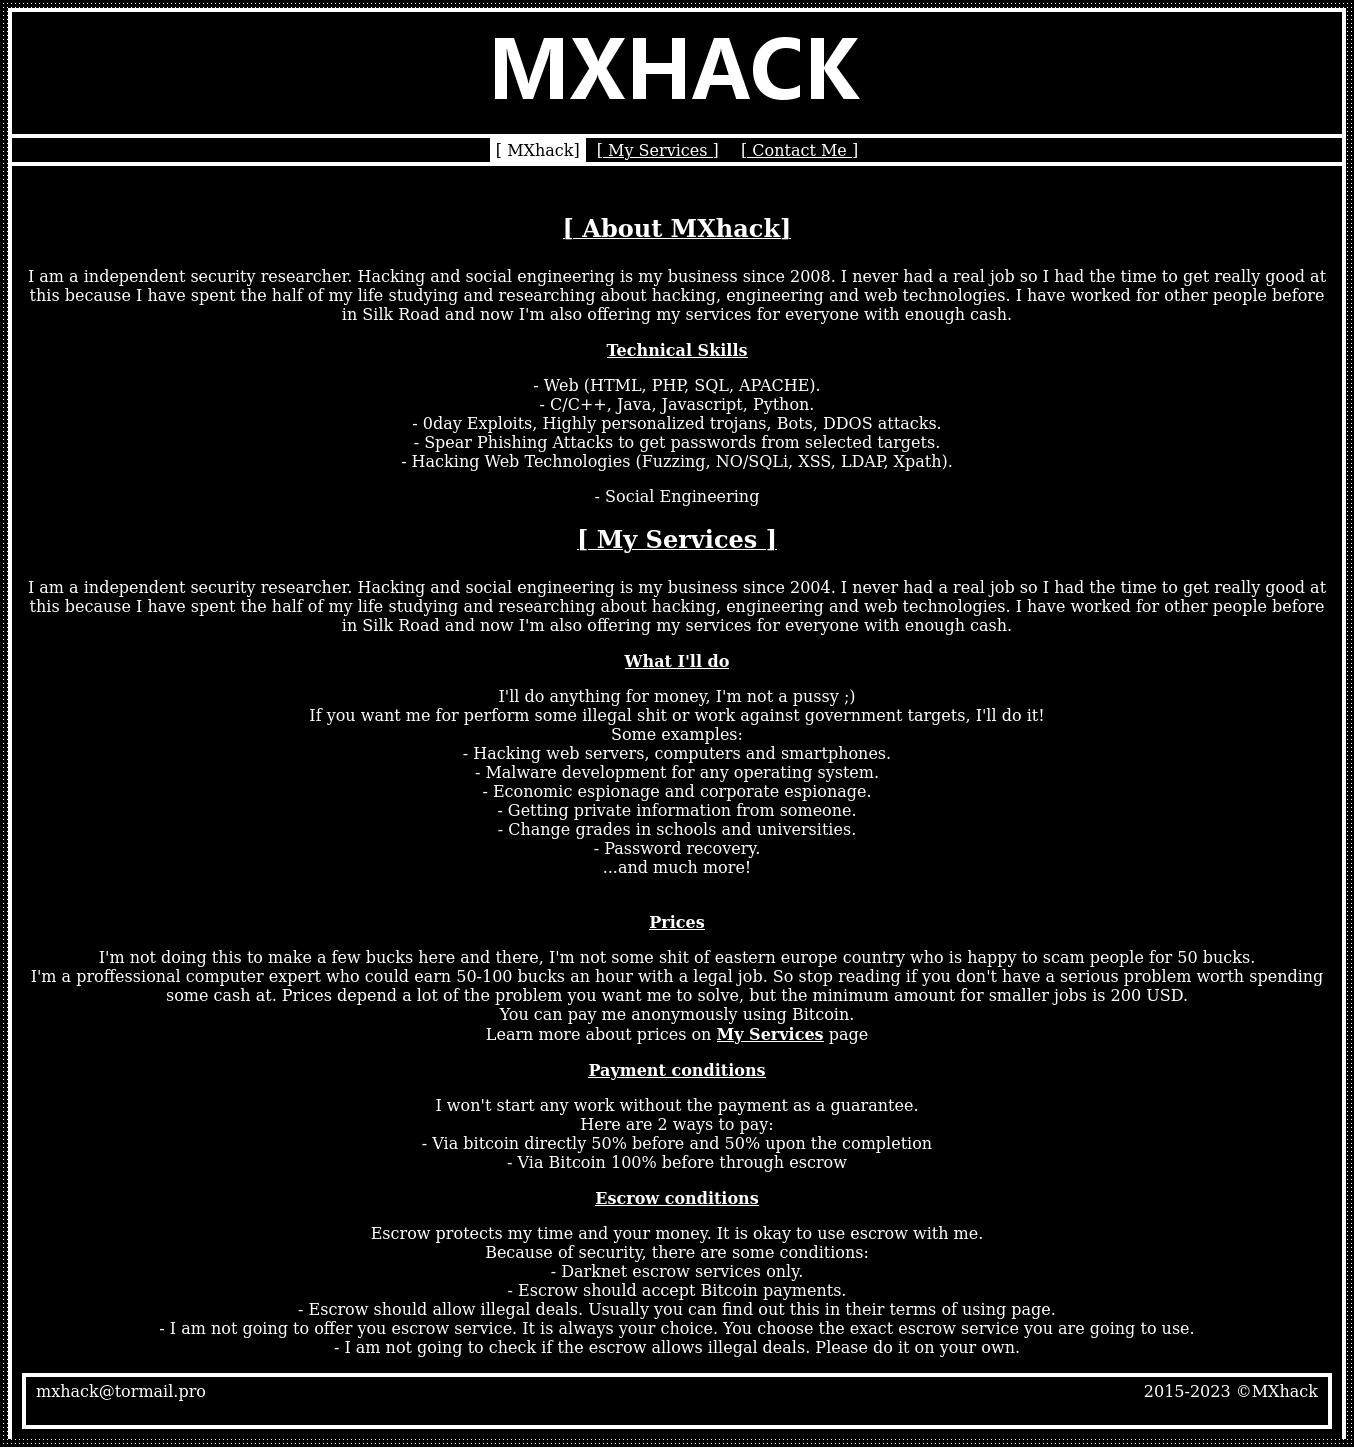 MXHACK
[ MXhack] [ My Services ] [ Contact Me ]
[ About MXhack]
I am a independent security researcher. Hacking and social engineering is my business since 2008. I never had a real job so I had the time to get really good at
this because I have spent the half of my life studying and researching about hacking, engineering and web technologies. I have worked for other people before
in Silk Road and now I'm also offering my services for everyone with enough cash.
Technical Skills
- Web (HTML, PHP, SQL, APACHE).
- C/C++, Java, Javascript, Python.
- 0day Exploits, Highly personalized trojans, Bots, DDOS attacks.
- Spear Phishing Attacks to get passwords from selected targets.
- Hacking Web Technologies (Fuzzing, NO/SQLi, XSS, LDAP, Xpath).
- Social Engineering
[ My Services ]
I am a independent security researcher. Hacking and social engineering is my business since 2004. I never had a real job so I had the time to get really good at
this because I have spent the half of my life studying and researching about hacking, engineering and web technologies. I have worked for other people before
in Silk Road and now I'm also offering my services for everyone with enough cash.
What I'll do
I'll do anything for money, I'm not a pussy ;)
If you want me for perform some illegal shit or work against government targets, I'll do it!
Some examples:
- Hacking web servers, computers and smartphones.
- Malware development for any operating system.
- Economic espionage and corporate espionage.
- Getting private information from someone.
- Change grades in schools and universities.
- Password recovery.
...and much more!
Prices
I'm not doing this to make a few bucks here and there, I'm not some shit of eastern europe country who is happy to scam people for 50 bucks.
I'm a proffessional computer expert who could earn 50-100 bucks an hour with a legal job. So stop reading if you don't have a serious problem worth spending
some cash at. Prices depend a lot of the problem you want me to solve, but the minimum amount for smaller jobs is 200 USD.
You can pay me anonymously using Bitcoin.
Learn more about prices on My Services page
Payment conditions
I won't start any work without the payment as a guarantee.
Here are 2 ways to pay:
- Via bitcoin directly 50% before and 50% upon the completion
- Via Bitcoin 100% before through escrow
Escrow conditions
Escrow protects my time and your money. It is okay to use escrow with me.
Because of security, there are some conditions:
- Darknet escrow services only.
- Escrow should accept Bitcoin payments.
- Escrow should allow illegal deals. Usually you can find out this in their terms of using page.
- I am not going to offer you escrow service. It is always your choice. You choose the exact escrow service you are going to use.
- I am not going to check if the escrow allows illegal deals. Please do it on your own.
mxhack@tormail.pro 2015-2023 ©MXhack